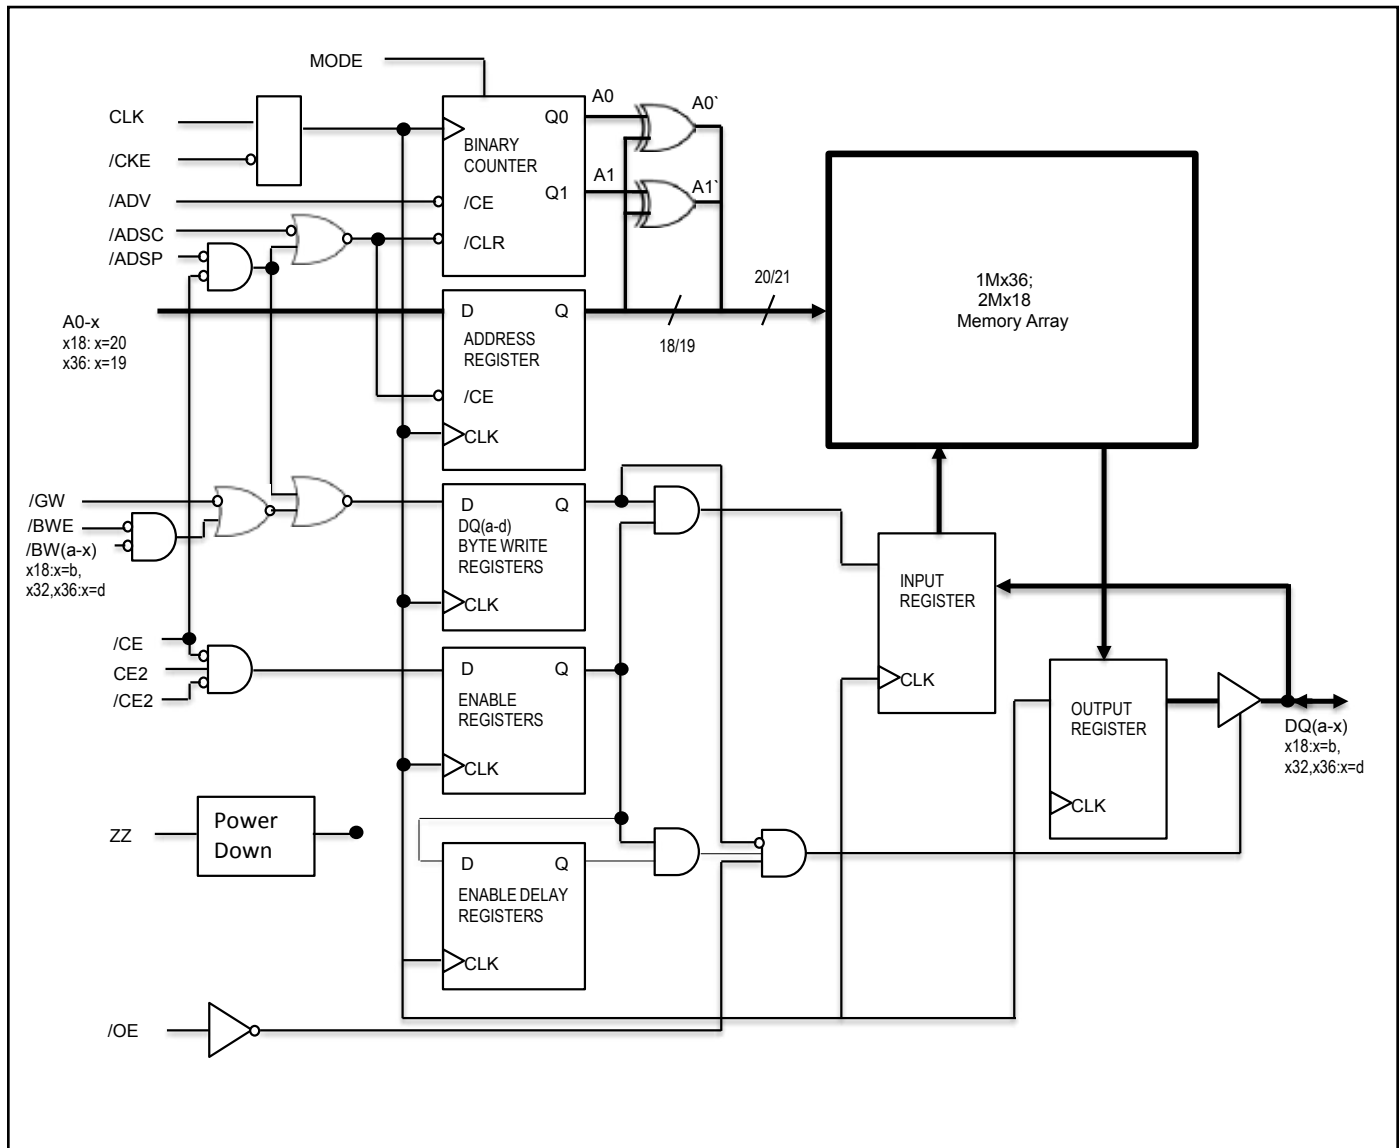 MODE
CLK
/CKE
/ADV
/ADSC
/ADSP
A0-x
x18: x=20
x36: x=19
/GW
/BWE
/BW(a-x)
x18:x=b,
x32,x36:x=d
/CE
CE2
/CE2
ZZ
Power
Down
/OE
Q0
BINARY
COUNTER
Q1
/CE
/CLR
A0
A0`
A1
A1`
D Q
ADDRESS
REGISTER
/CE
CLK
18/19
20/21
1Mx36;
2Mx18
Memory Array
D Q
DQ(a-d)
BYTE WRITE
REGISTERS
CLK
D Q
ENABLE
REGISTERS
CLK
D Q
ENABLE DELAY
REGISTERS
CLK
INPUT
REGISTER
CLK
OUTPUT
REGISTER
CLK
DQ(a-x)
x18:x=b,
x32,x36:x=d